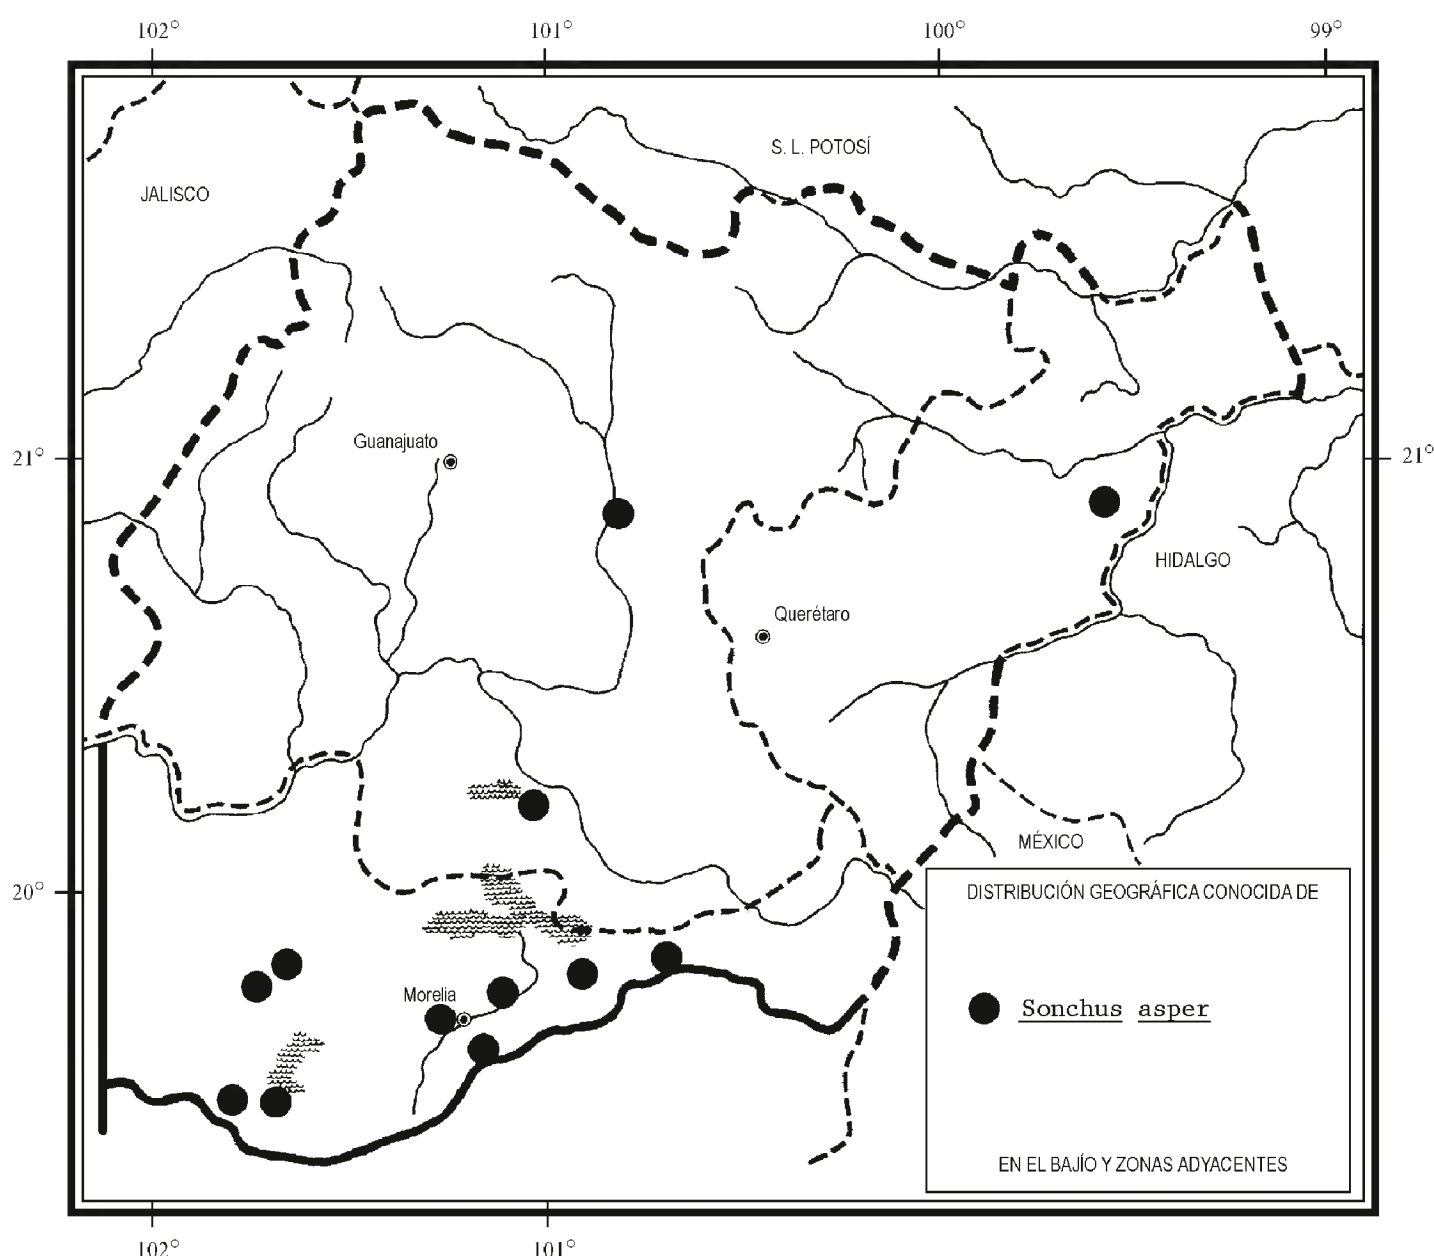 102° 101° 100° 99°
S. L. POTOSÍ
JALISCO
Guanajuato
21° 21°
HIDALGO
Querétaro
MÉXICO
20°
DISTRIBUCIÓN GEOGRÁFICA CONOCIDA DE
Morelia
Sonchus asper
EN EL BAJÍO Y ZONAS ADYACENTES
102° 101°